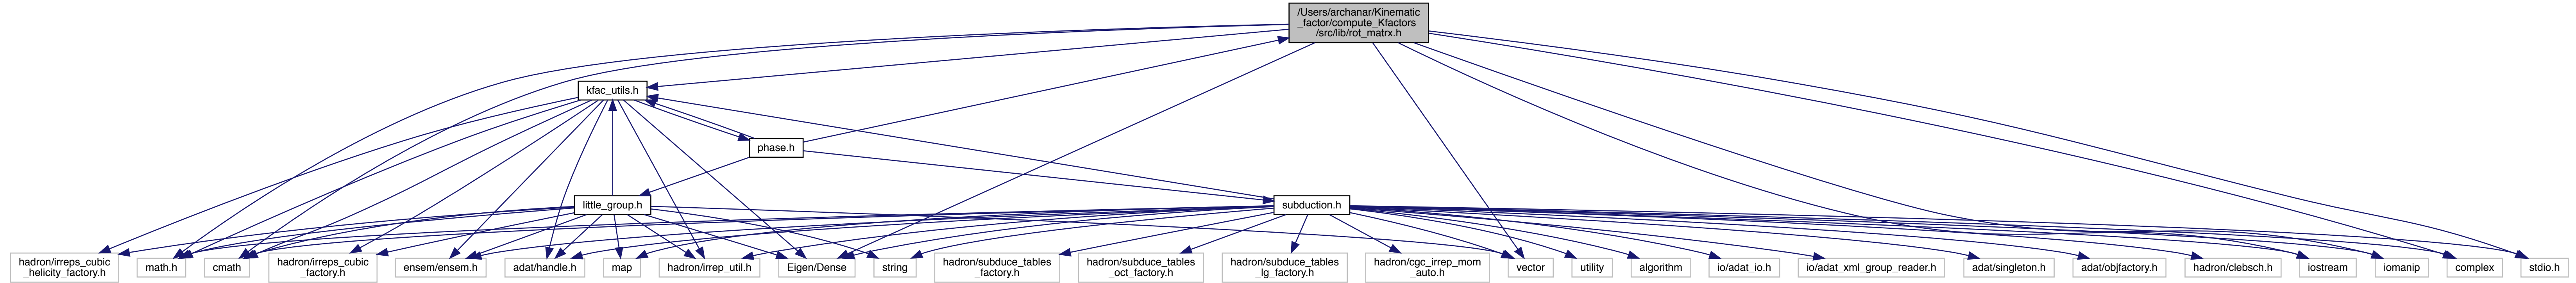 /Users/archanar/Kinematic
_factor/compute_Kfactors
/src/lib/rot_matrx.h
kfac_utils.h
phase.h
little_group.h
subduction.h
hadron/irreps_cubic
_helicity_factory.h
math.h
cmath
hadron/irreps_cubic
_factory.h
ensem/ensem.h
adat/handle.h
map
hadron/irrep_util.h
Eigen/Dense
string
hadron/subduce_tables
_factory.h
hadron/subduce_tables
_oct_factory.h
hadron/subduce_tables
_lg_factory.h
hadron/cgc_irrep_mom
_auto.h
vector
utility
algorithm
io/adat_io.h
io/adat_xml_group_reader.h
adat/singleton.h
adat/objfactory.h
hadron/clebsch.h
iostream
iomanip
complex
stdio.h